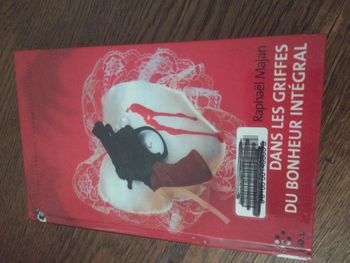 Raphaël Majan
DANS LES GRIFFES
DU BONHEUR INTÉGRAL
P.O.L